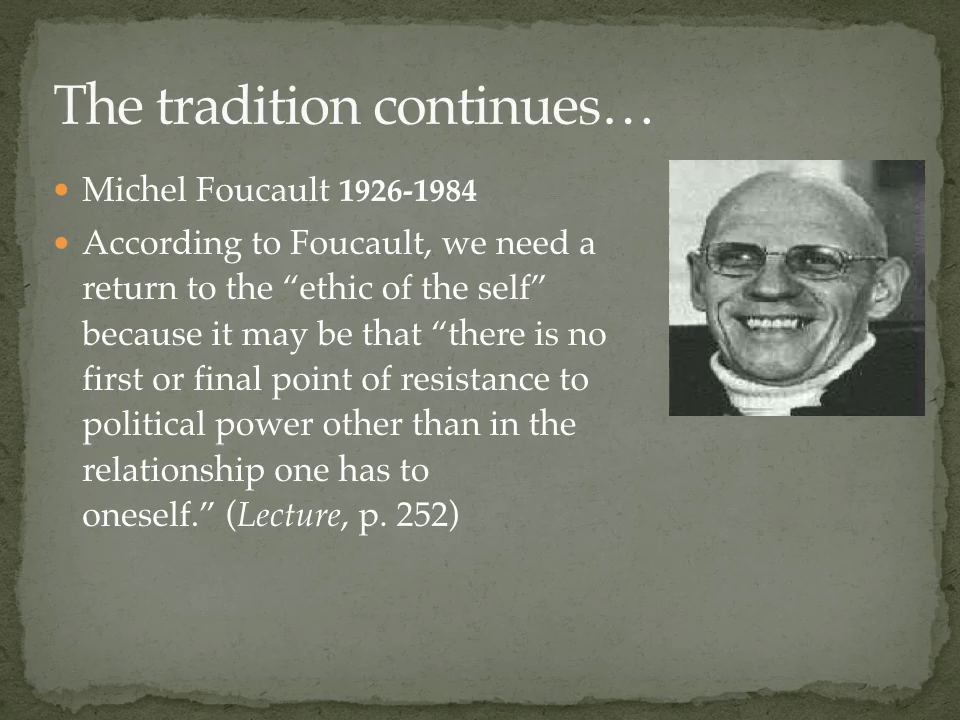 The tradition continues…
• Michel Foucault 1926-1984
• According to Foucault, we need a
return to the “ethic of the self”
because it may be that “there is no
first or final point of resistance to
political power other than in the
relationship one has to
oneself.” (Lecture, p. 252)